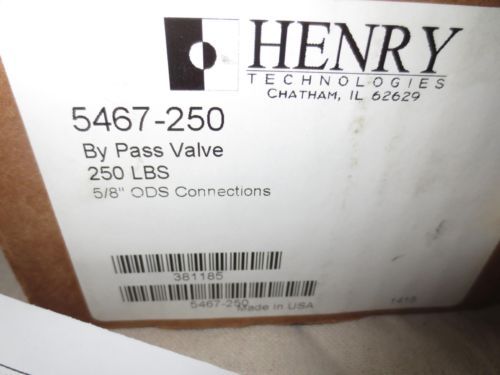 HENRY
TECHNOLOGIES
CHATHAM, IL 62629
5467-250
By Pass Valve
250 LBS
5/8" ODS Connections
381185
5467-250
Made in USA
1415